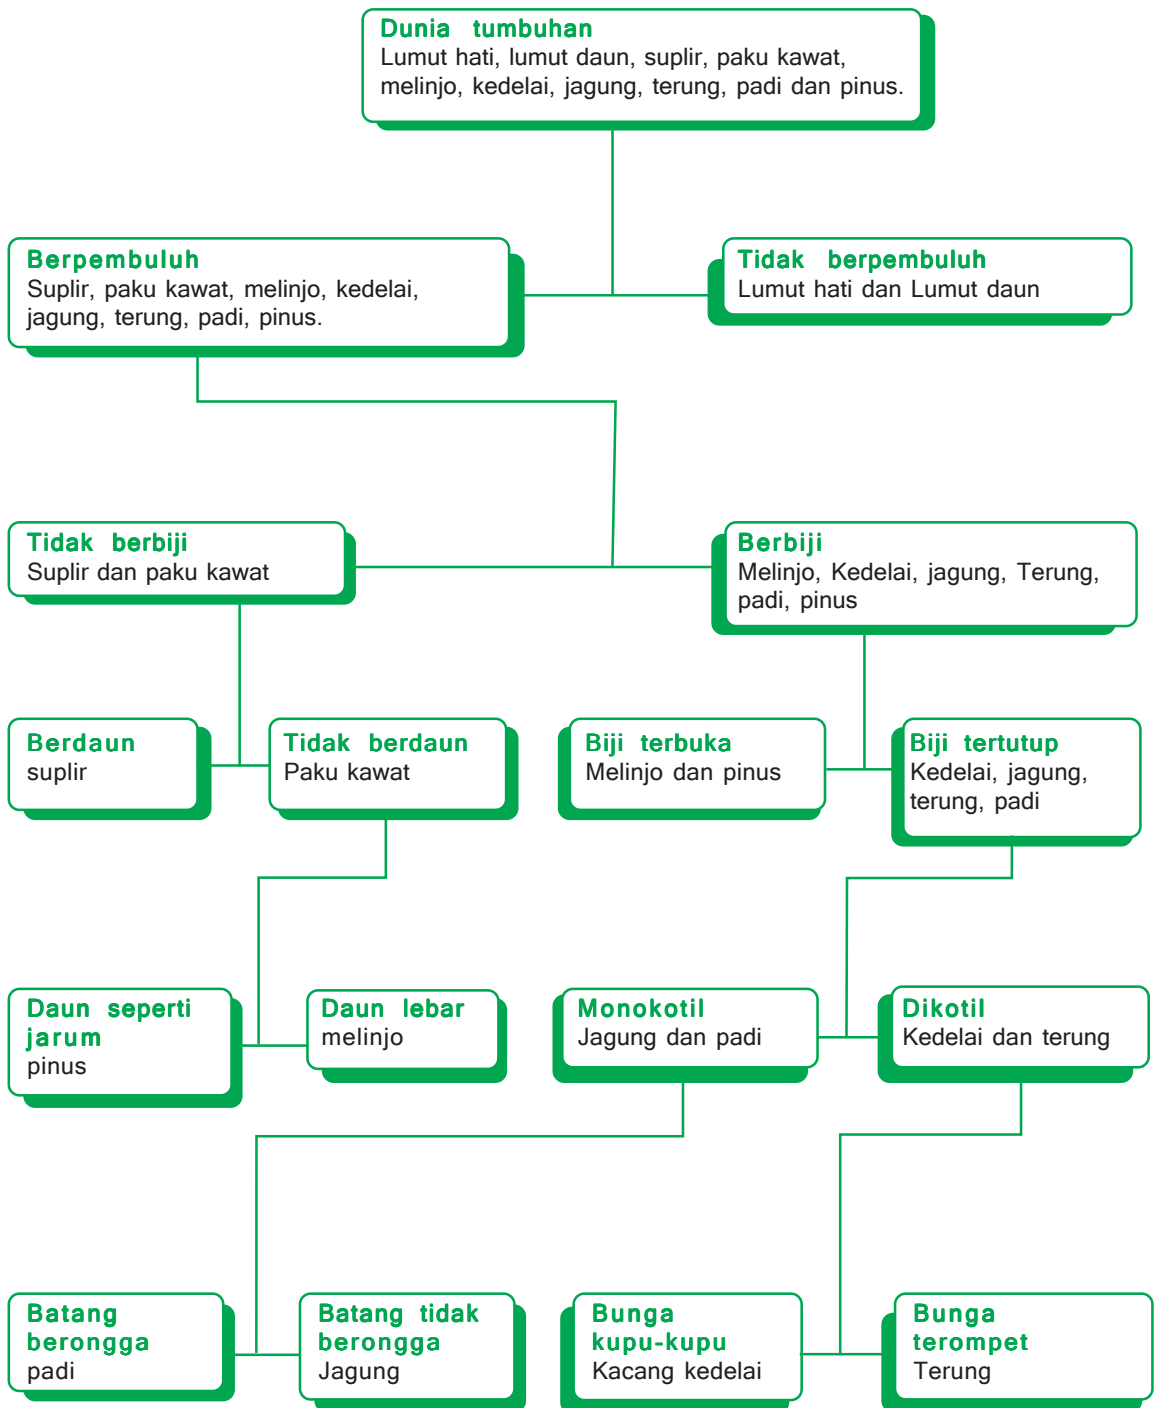 Dunia tumbuhan
Lumut hati, lumut daun, suplir, paku kawat,
melinjo, kedelai, jagung, terung, padi dan pinus.
Berpembuluh
Suplir, paku kawat, melinjo, kedelai,
jagung, terung, padi, pinus.
Tidak berpembuluh
Lumut hati dan Lumut daun
Tidak berbiji
Suplir dan paku kawat
Berbiji
Melinjo, Kedelai, jagung, Terung,
padi, pinus
Berdaun
suplir
Tidak berdaun
Paku kawat
Biji terbuka
Melinjo dan pinus
Biji tertutup
Kedelai, jagung,
terung, padi
Daun seperti
jarum
pinus
Daun lebar
melinjo
Monokotil
Jagung dan padi
Dikotil
Kedelai dan terung
Batang
berongga
padi
Batang tidak
berongga
Jagung
Bunga
kupu-kupu
Kacang kedelai
Bunga
terompet
Terung